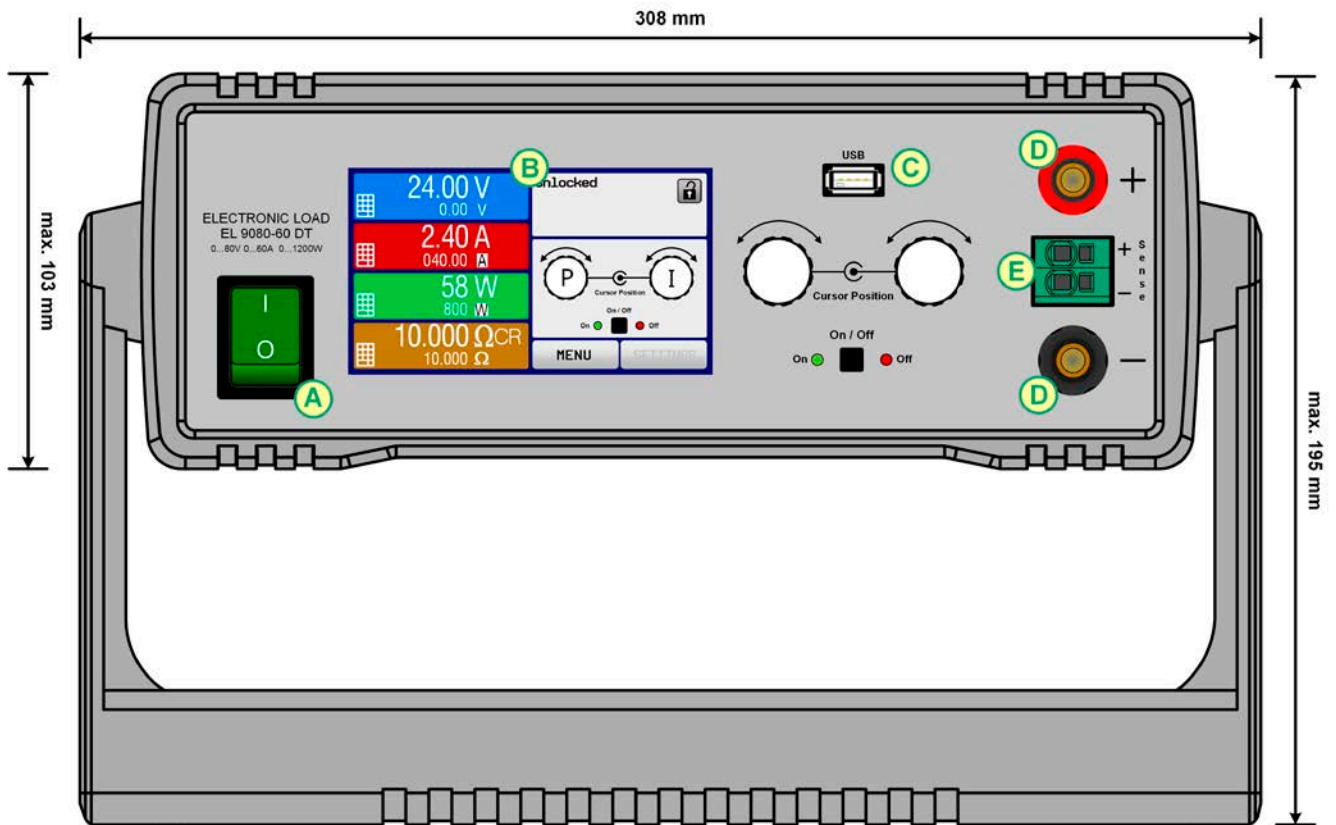 308 mm
max. 103 mm
max. 195 mm
ELECTRONIC LOAD
EL 9080-60 DT
0...80V 0...60A 0...1200W
I
O
A
B
24.00 V
0.00 V
2.40 A
040.00 A
58 W
800 W
10.000 ΩCR
10.000 Ω
P
I
Cursor Position
On / Off
On
Off
MENU
SETTINGS
USB
C
Cursor Position
On / Off
On
Off
D
+
E
+
Sense
−
D
−